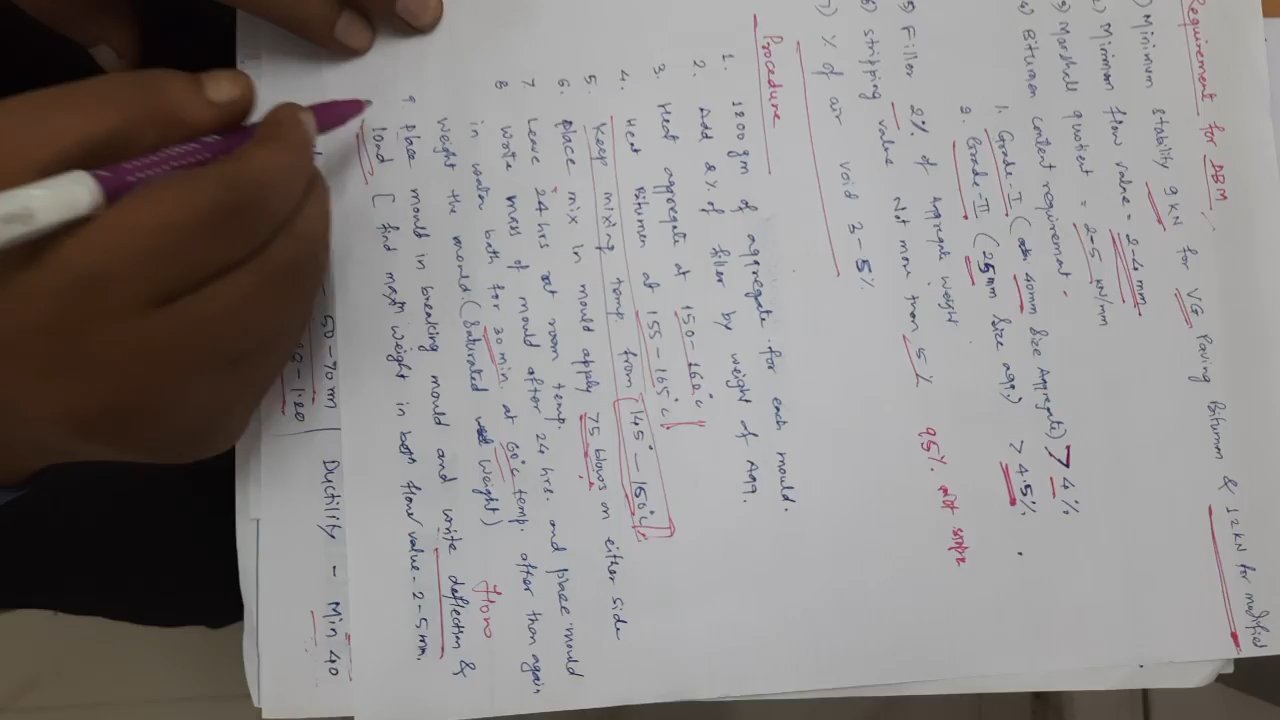 Requirement for DBM
1) Minimum stability 9 kN for VG Paving Bitumen & 12 kN for modified
2) Minimum flow value = 2-4 mm
3) Marshall quotient = 2-5 kN/mm
4) Bitumen content requirement -
1. Grade-I ( 40mm Size Aggregate) > 4%
2. Grade-II (25mm Size agg.) > 4.5%.
5) Filler 2% of Aggregate weight
6) stripping value Not more than 5% 95% not
7) % of air void 3-5%
Procedure
1. 1200 gm of aggregate for each mould.
2. Add 2% of filler by weight of Agg.
3. Heat aggregate at 150-160°C
4. Heat Bitumen at 155-165°C
5. Keep mixing temp. from (145°-150°C)
6. place mix in mould apply 75 blows on either side
7. Leave 24 hrs at room temp.
8 write mass of mould after 24 hrs. and place mould
in water bath for 30 min. at 60°C temp. after than again
weight the mould (Saturated weight)
flow
9. place mould in breaking mould and write deflection &
load [ find maxm weight in flow value - 2-5mm.
50-70 mm Ductility - Min 40
1.20